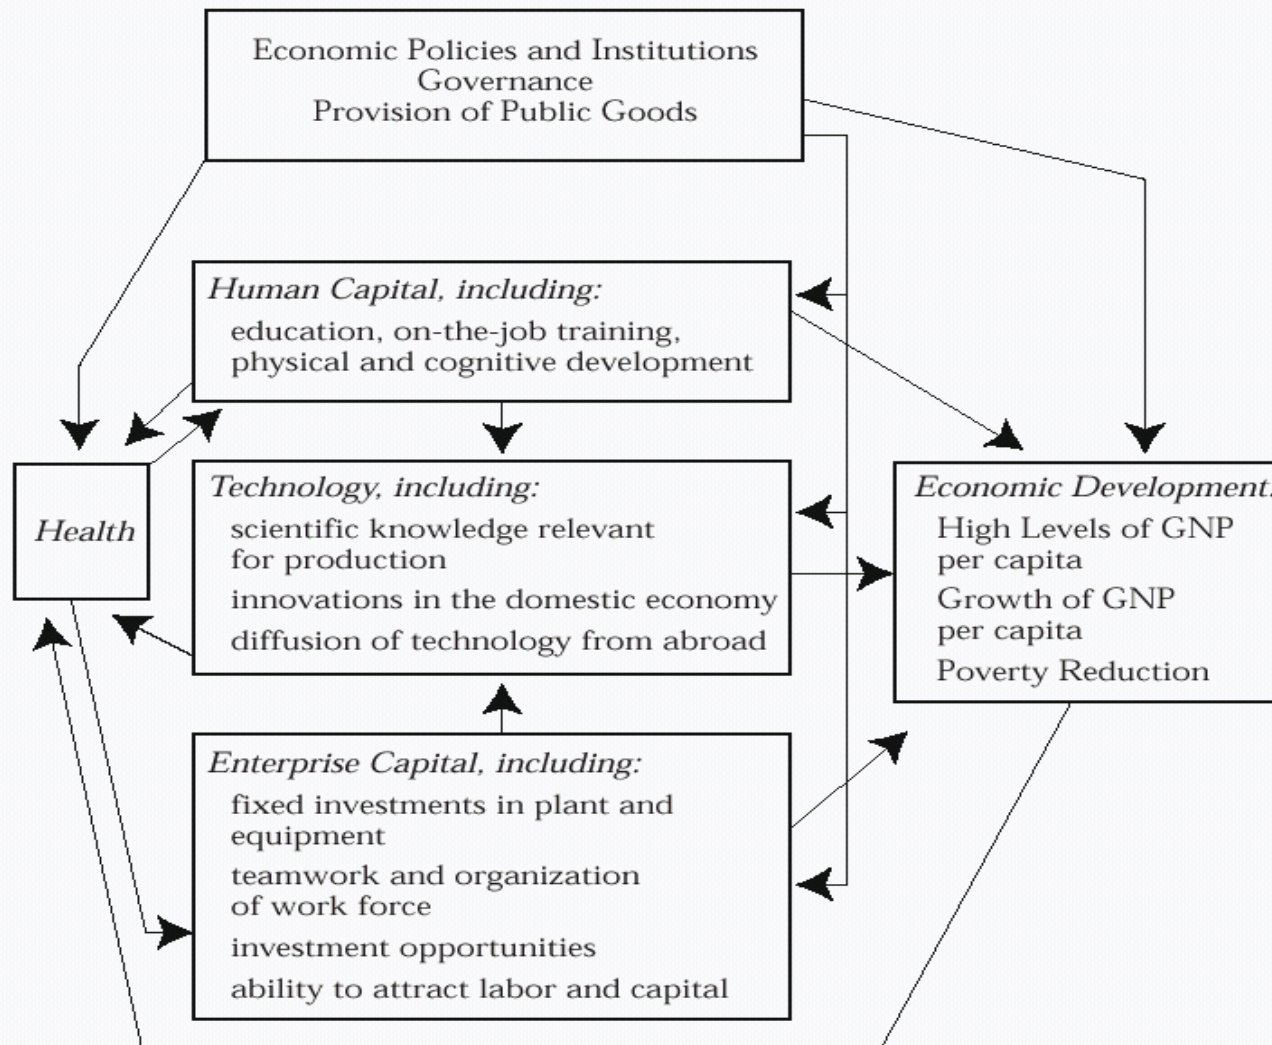 Economic Policies and Institutions
Governance
Provision of Public Goods
Human Capital, including:
education, on-the-job training,
physical and cognitive development
Health
Technology, including:
scientific knowledge relevant
for production
innovations in the domestic economy
diffusion of technology from abroad
Economic Development:
High Levels of GNP
per capita
Growth of GNP
per capita
Poverty Reduction
Enterprise Capital, including:
fixed investments in plant and
equipment
teamwork and organization
of work force
investment opportunities
ability to attract labor and capital